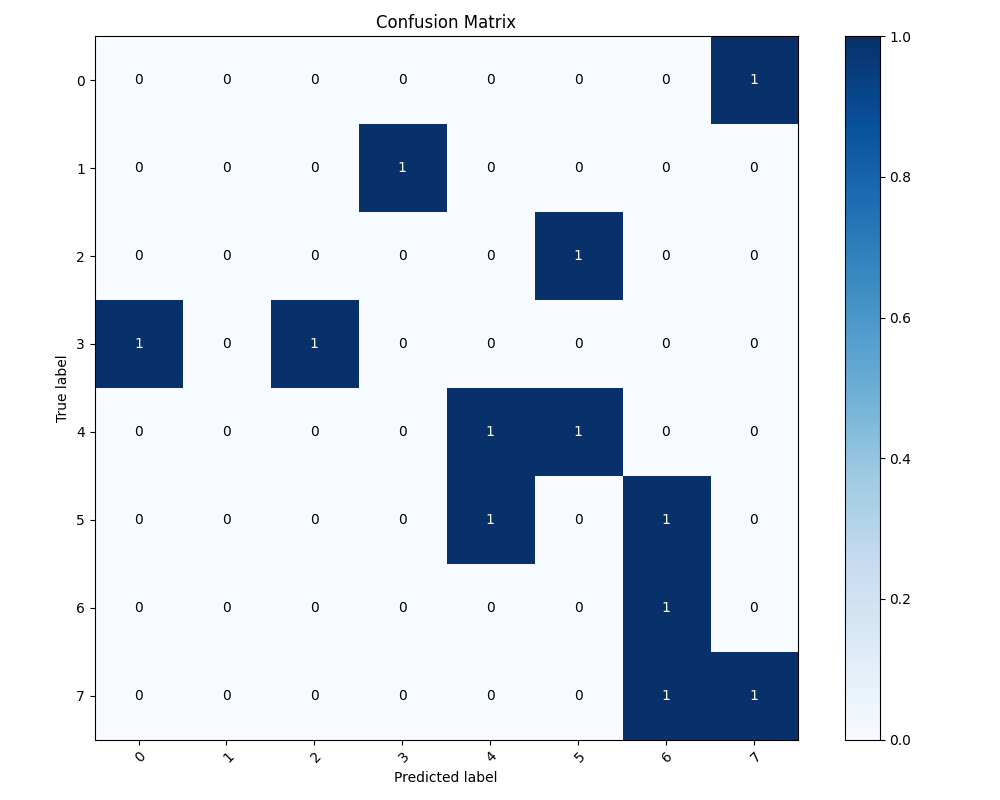 Confusion Matrix
0 0 0 0 0 0 0 0 1 1.0
1 0 0 0 1 0 0 0 0 0.8
2 0 0 0 0 0 1 0 0
3 1 0 1 0 0 0 0 0 0.6
4 0 0 0 0 1 1 0 0 0.4
5 0 0 0 0 1 0 1 0
6 0 0 0 0 0 0 1 0 0.2
7 0 0 0 0 0 0 1 1 0.0
True label
0 1 2 3 4 5 6 7
Predicted label